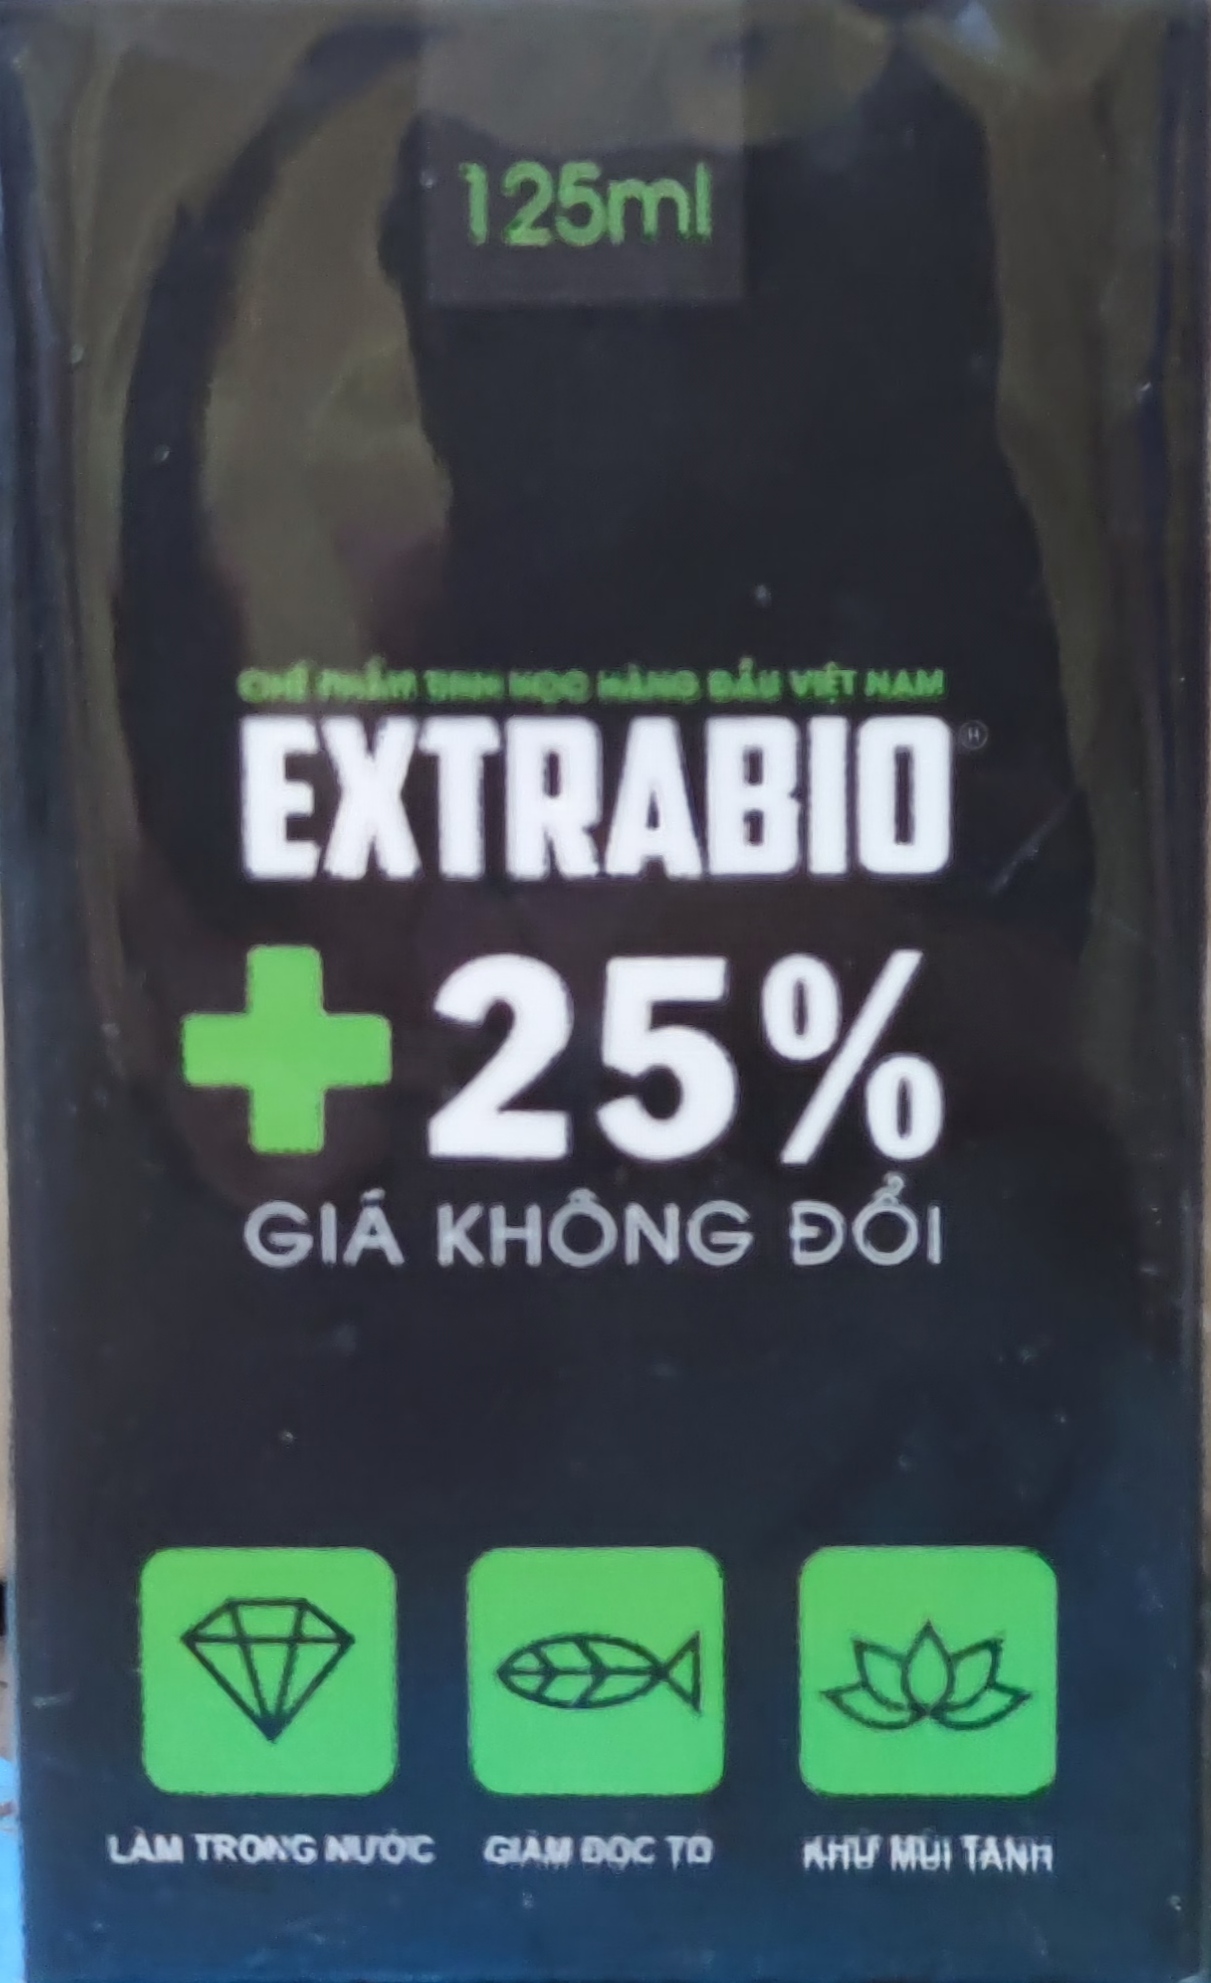 125ml
CHẾ PHẨM SINH HỌC HÀNG ĐẦU VIỆT NAM
EXTRABIO
+25%
GIÁ KHÔNG ĐỔI
LÀM TRONG NƯỚC GIẢM ĐỘC TỐ KHỬ MÙI TANH